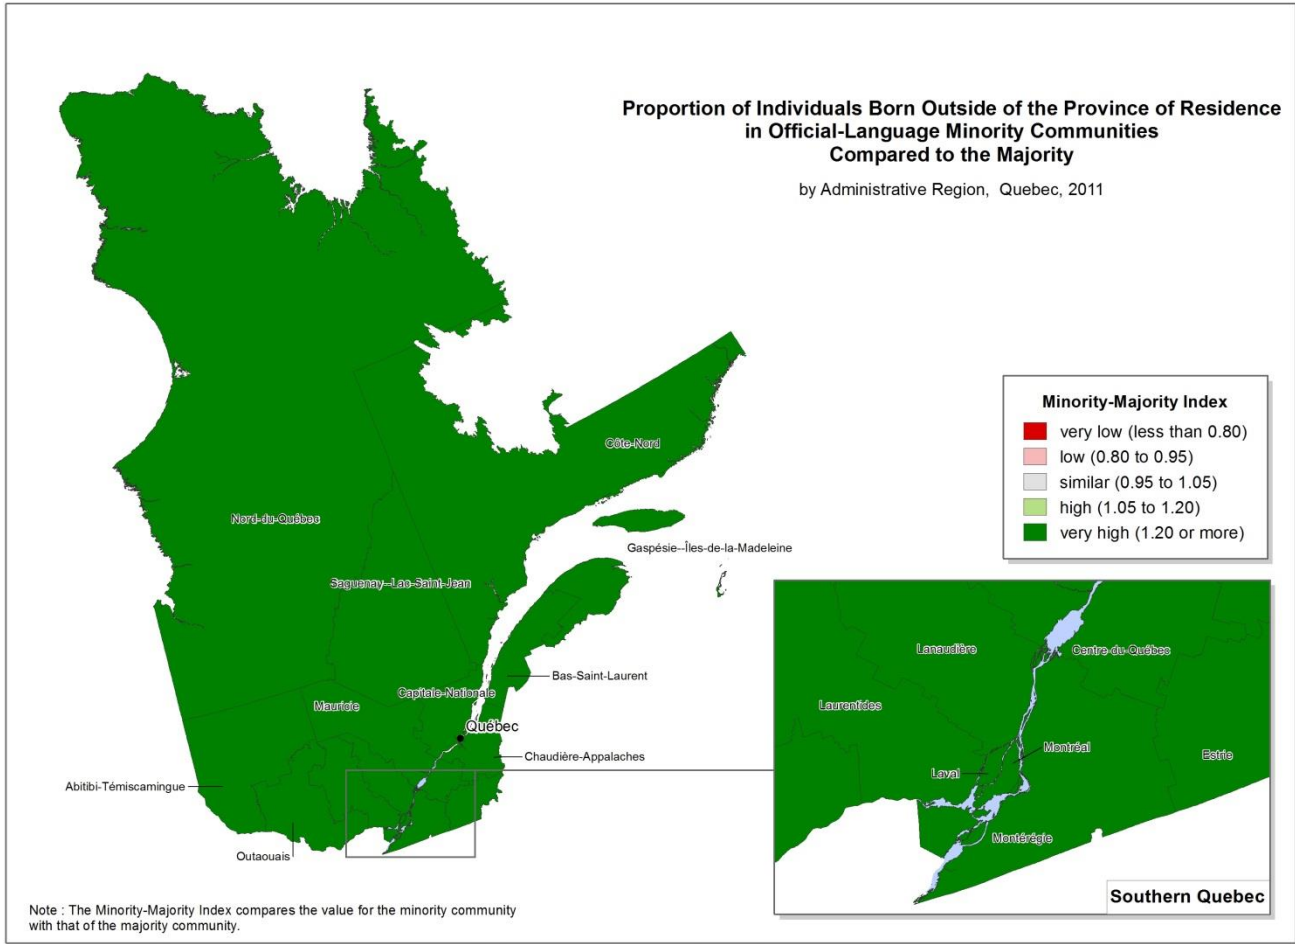 Proportion of Individuals Born Outside of the Province of Residence
in Official-Language Minority Communities
Compared to the Majority
by Administrative Region, Quebec, 2011
Minority-Majority Index
very low (less than 0.80)
low (0.80 to 0.95)
similar (0.95 to 1.05)
high (1.05 to 1.20)
very high (1.20 or more)
Côte-Nord
Nord-du-Québec
Gaspésie--Îles-de-la-Madeleine
Saguenay--Lac-Saint-Jean
Bas-Saint-Laurent
Capitale-Nationale
Mauricie
Québec
Chaudière-Appalaches
Abitibi-Témiscamingue
Outaouais
Lanaudière
Centre-du-Québec
Laurentides
Montréal
Estrie
Laval
Montérégie
Southern Quebec
Note : The Minority-Majority Index compares the value for the minority community
with that of the majority community.